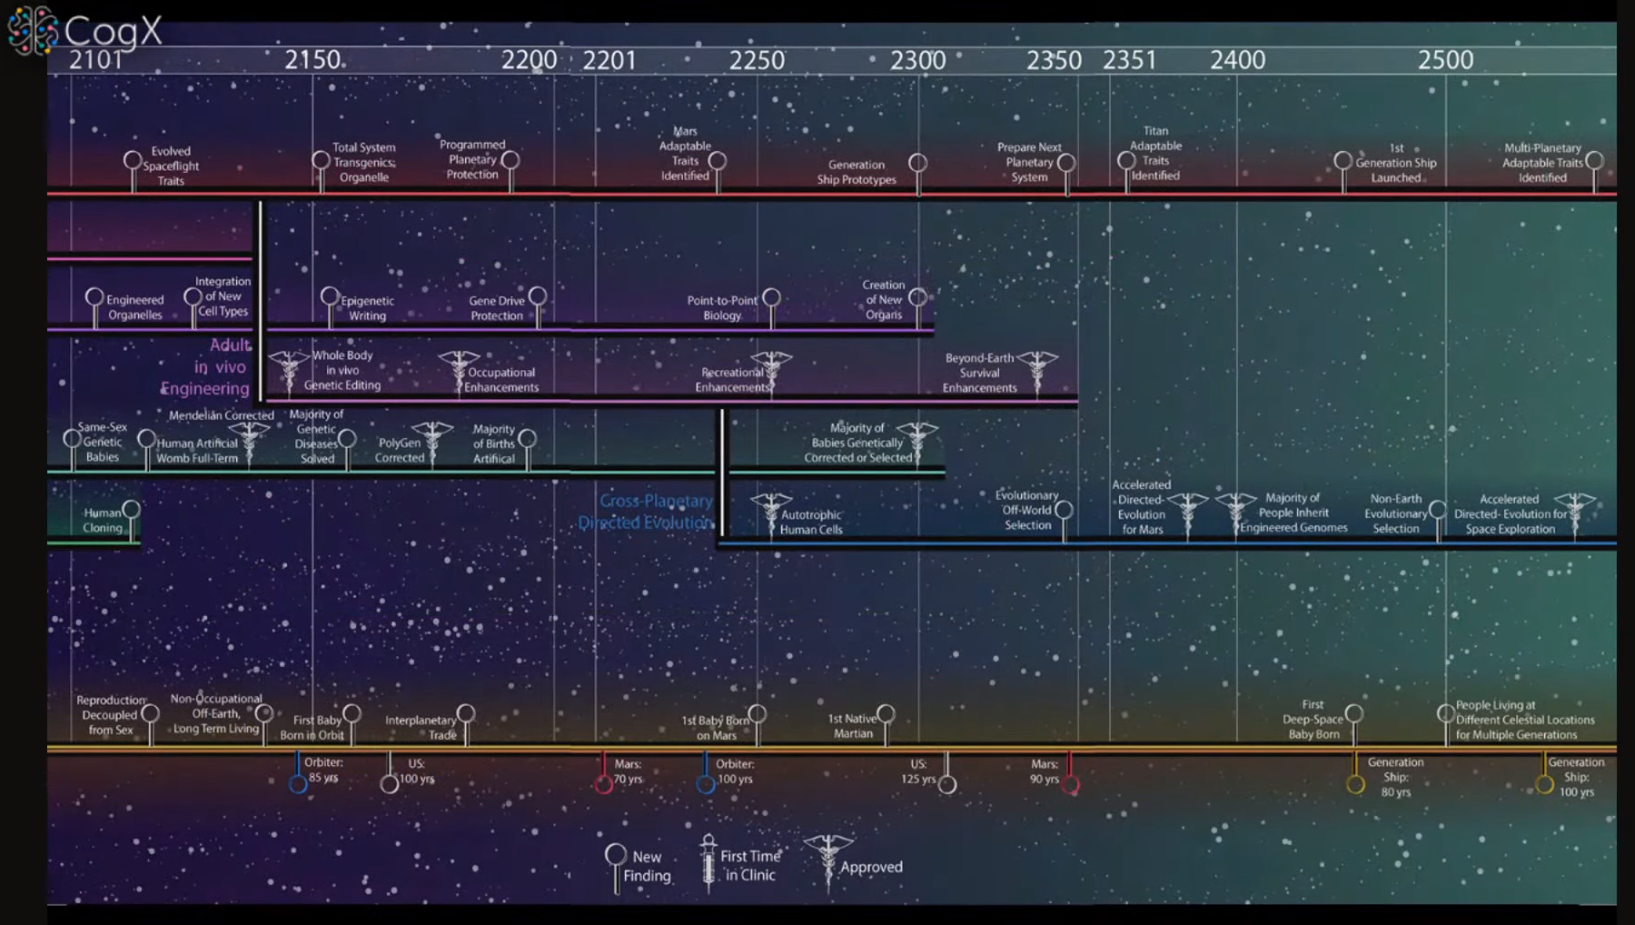 CogX
2101 2150 2200 2201 2250 2300 2350 2351 2400 2500
Evolved
Spaceflight
Traits
Total System
Transgenics;
Organelle
Programmed
Planetary
Protection
Mars
Adaptable
Traits
Identified
Generation
Ship Prototypes
Prepare Next
Planetary
System
Titan
Adaptable
Traits
Identified
1st
Generation Ship
Launched
Multi-Planetary
Adaptable Traits
Identified
Engineered
Organelles
Integration
of New
Cell Types
Epigenetic
Writing
Gene Drive
Protection
Point-to-Point
Biology
Creation
of New
Organs
Adult
in vivo
Engineering
Whole Body
in vivo
Genetic Editing
Occupational
Enhancements
Recreational
Enhancements
Beyond-Earth
Survival
Enhancements
Same-Sex
Genetic
Babies
Mendelian Corrected
Human Artificial
Womb Full-Term
Majority of
Genetic
Diseases
Solved
PolyGen
Corrected
Majority
of Births
Artifical
Majority of
Babies Genetically
Corrected or Selected
Human
Cloning
Cross-Planetary
Directed Evolution
Autotrophic
Human Cells
Evolutionary
Off-World
Selection
Accelerated
Directed-
Evolution
for Mars
Majority of
People Inherit
Engineered Genomes
Non-Earth
Evolutionary
Selection
Accelerated
Directed- Evolution for
Space Exploration
Reproduction
Decoupled
from Sex
Non-Occupational
Off-Earth,
Long Term Living
First Baby
Born in Orbit
Interplanetary
Trade
1st Baby Born
on Mars
1st Native
Martian
First
Deep-Space
Baby Born
People Living at
Different Celestial Locations
for Multiple Generations
Orbiter:
85 yrs
US:
100 yrs
Mars:
70 yrs
Orbiter:
100 yrs
US:
125 yrs
Mars:
90 yrs
Generation
Ship:
80 yrs
Generation
Ship:
100 yrs
New
Finding
First Time
in Clinic
Approved